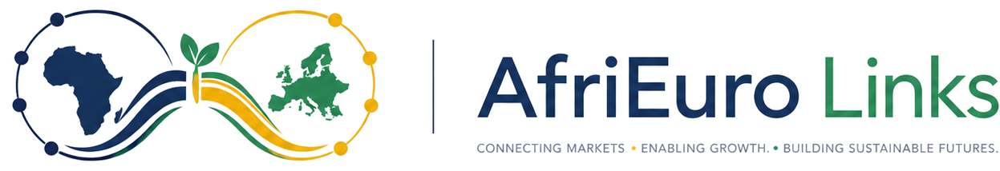 AfriEuro Links
CONNECTING MARKETS • ENABLING GROWTH. • BUILDING SUSTAINABLE FUTURES.